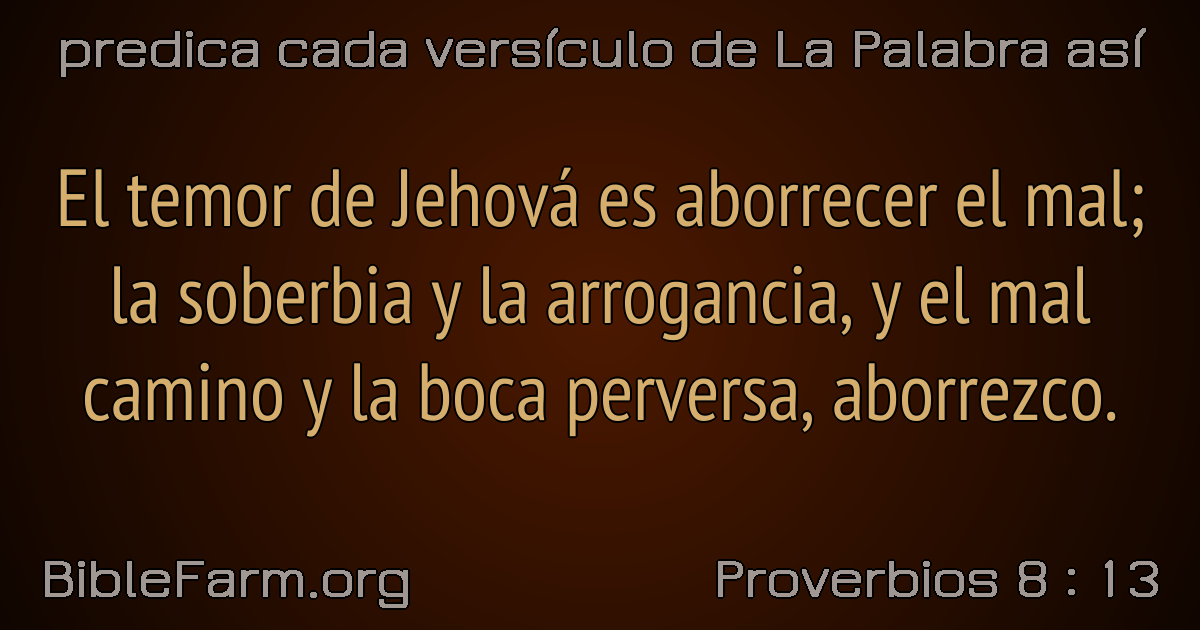 predica cada versículo de La Palabra así
El temor de Jehová es aborrecer el mal;
la soberbia y la arrogancia, y el mal
camino y la boca perversa, aborrezco.
BibleFarm.org
Proverbios 8 : 13